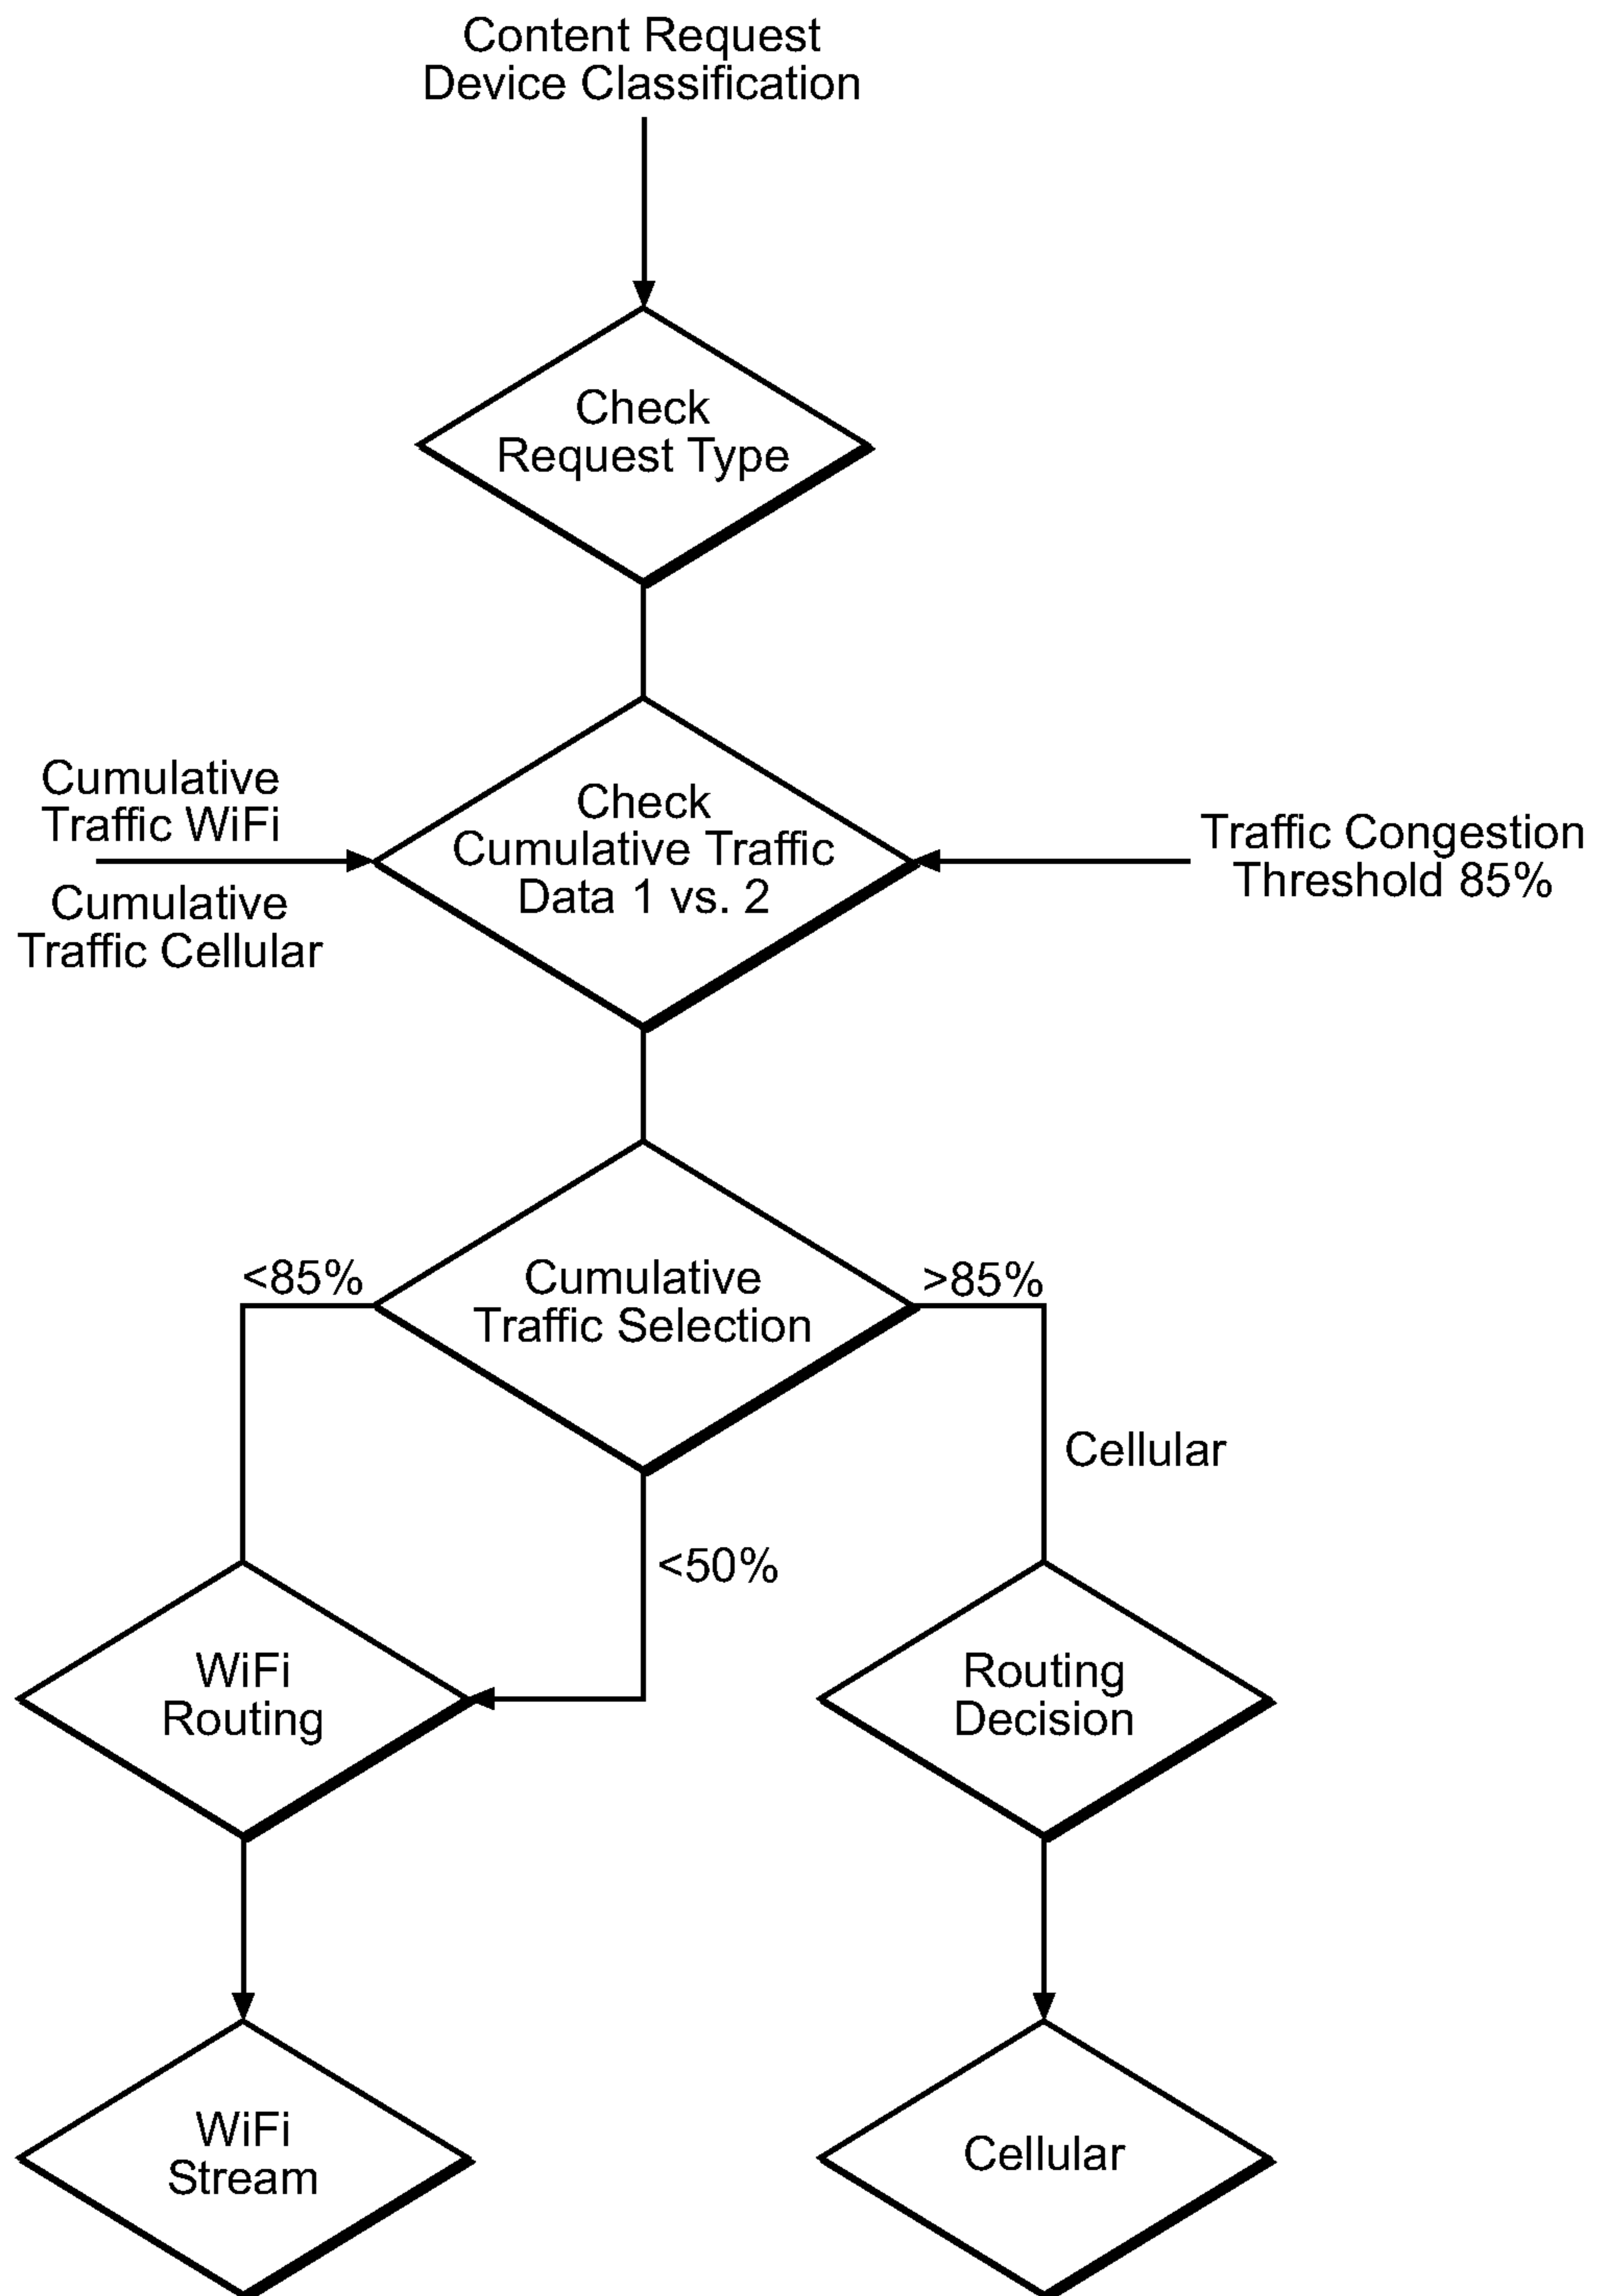 Content Request
Device Classification
Check
Request Type
Cumulative
Traffic WiFi
Cumulative
Traffic Cellular
Check
Cumulative Traffic
Data 1 vs. 2
Traffic Congestion
Threshold 85%
<85%
Cumulative
Traffic Selection
>85%
Cellular
<50%
WiFi
Routing
Routing
Decision
WiFi
Stream
Cellular